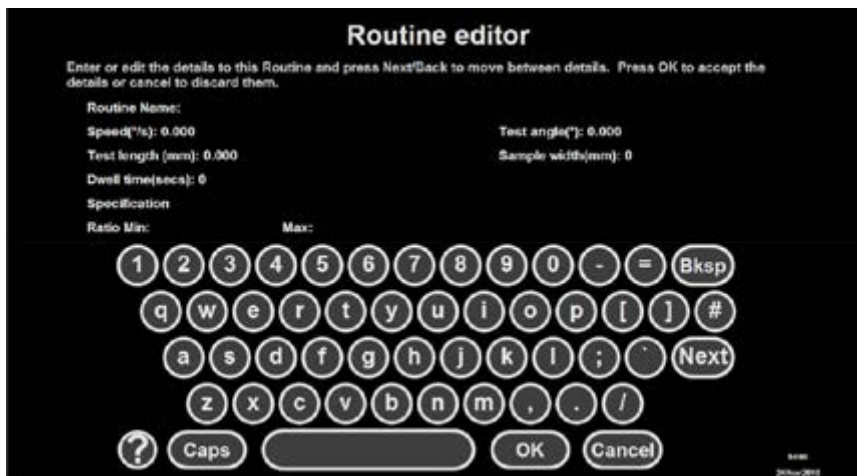 Routine editor
Enter or edit the details to this Routine and press Next/Back to move between details. Press OK to accept the
details or cancel to discard them.
Routine Name:
Speed(°/s): 0.000 Test angle(°): 0.000
Test length (mm): 0.000 Sample width(mm): 0
Dwell time(secs): 0
Specification
Ratio Min: Max:
1 2 3 4 5 6 7 8 9 0 - = Bksp
q w e r t y u i o p [ ] #
a s d f g h j k l ; ` Next
z x c v b n m , . /
? Caps OK Cancel